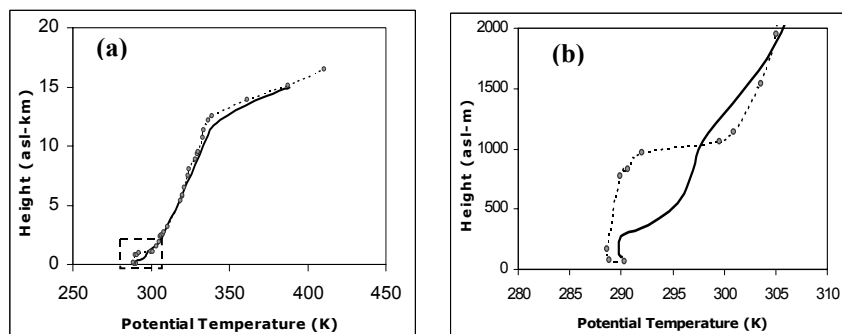 (a)
20
15
10
5
0
Height (asl-km)
250 300 350 400 450
Potential Temperature (K)
(b)
2000
1500
1000
500
0
Height (asl-m)
280 285 290 295 300 305 310
Potential Temperature (K)